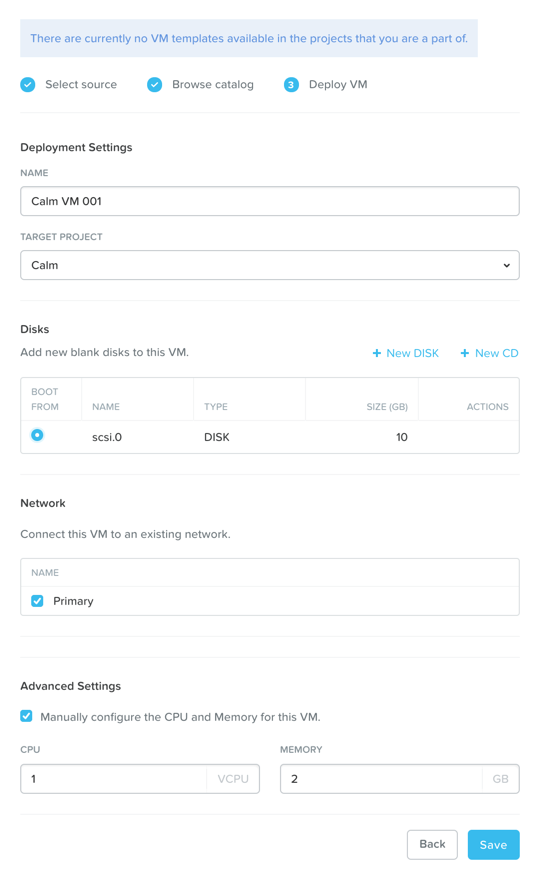 There are currently no VM templates available in the projects that you are a part of.
Select source Browse catalog 3 Deploy VM
Deployment Settings
NAME
Calm VM 001
TARGET PROJECT
Calm
Disks
Add new blank disks to this VM.
+ New DISK + New CD
BOOT FROM NAME TYPE SIZE (GB) ACTIONS
scsi.0 DISK 10
Network
Connect this VM to an existing network.
NAME
Primary
Advanced Settings
Manually configure the CPU and Memory for this VM.
CPU MEMORY
1 VCPU 2 GB
Back Save